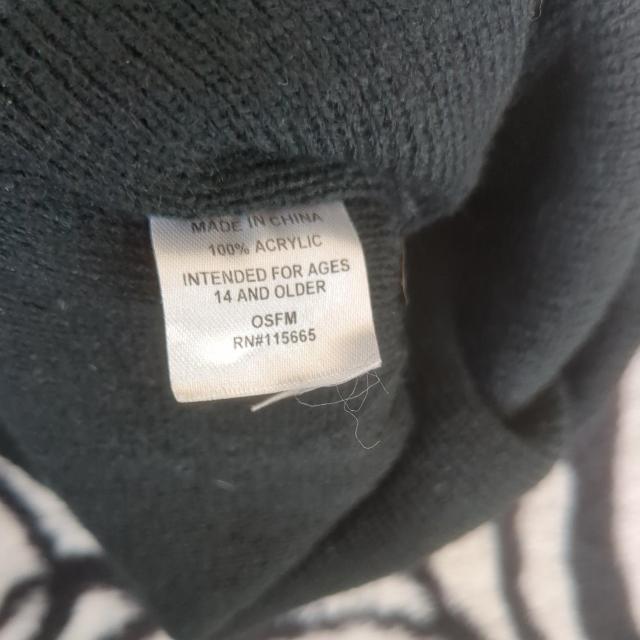 MADE IN CHINA
100% ACRYLIC
INTENDED FOR AGES
14 AND OLDER
OSFM
RN#115665